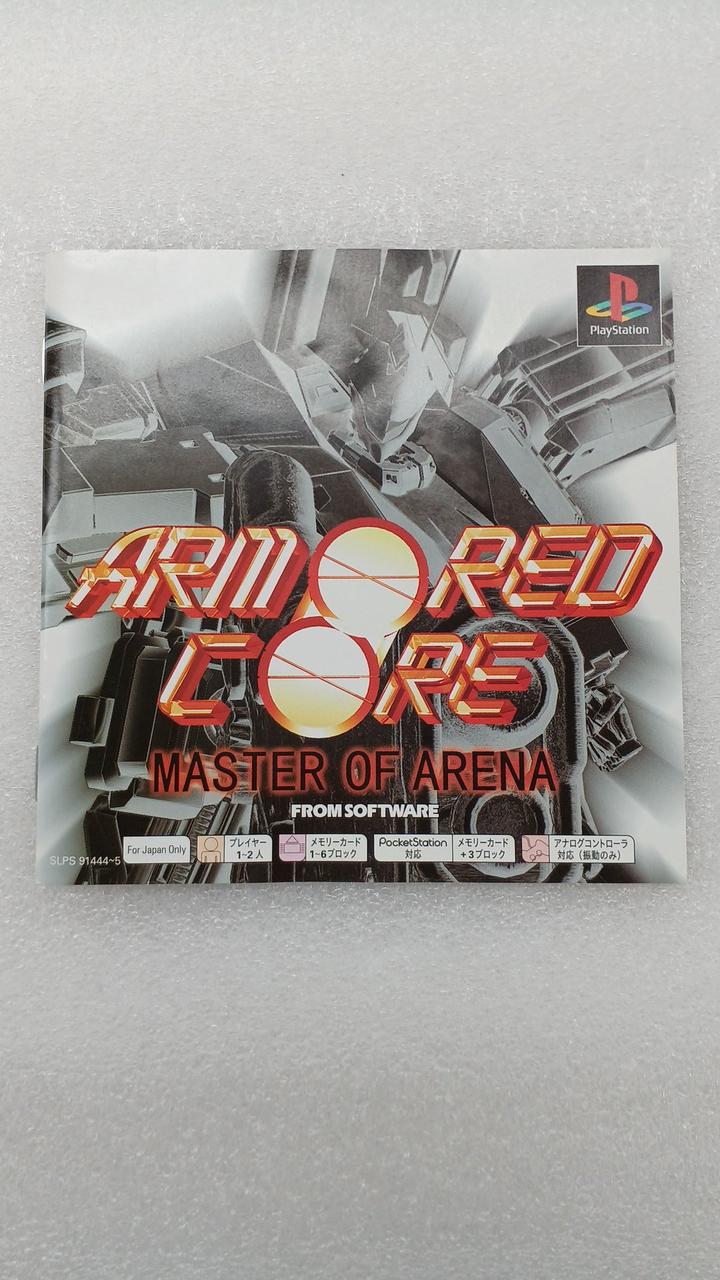 PlayStation
ARMORED
CORE
MASTER OF ARENA
FROM SOFTWARE
SLPS 91444~5
For Japan Only
プレイヤー
1~2人
メモリーカード
1~6ブロック
PocketStation
対応
メモリーカード
+3ブロック
アナログコントローラ
対応(振動のみ)